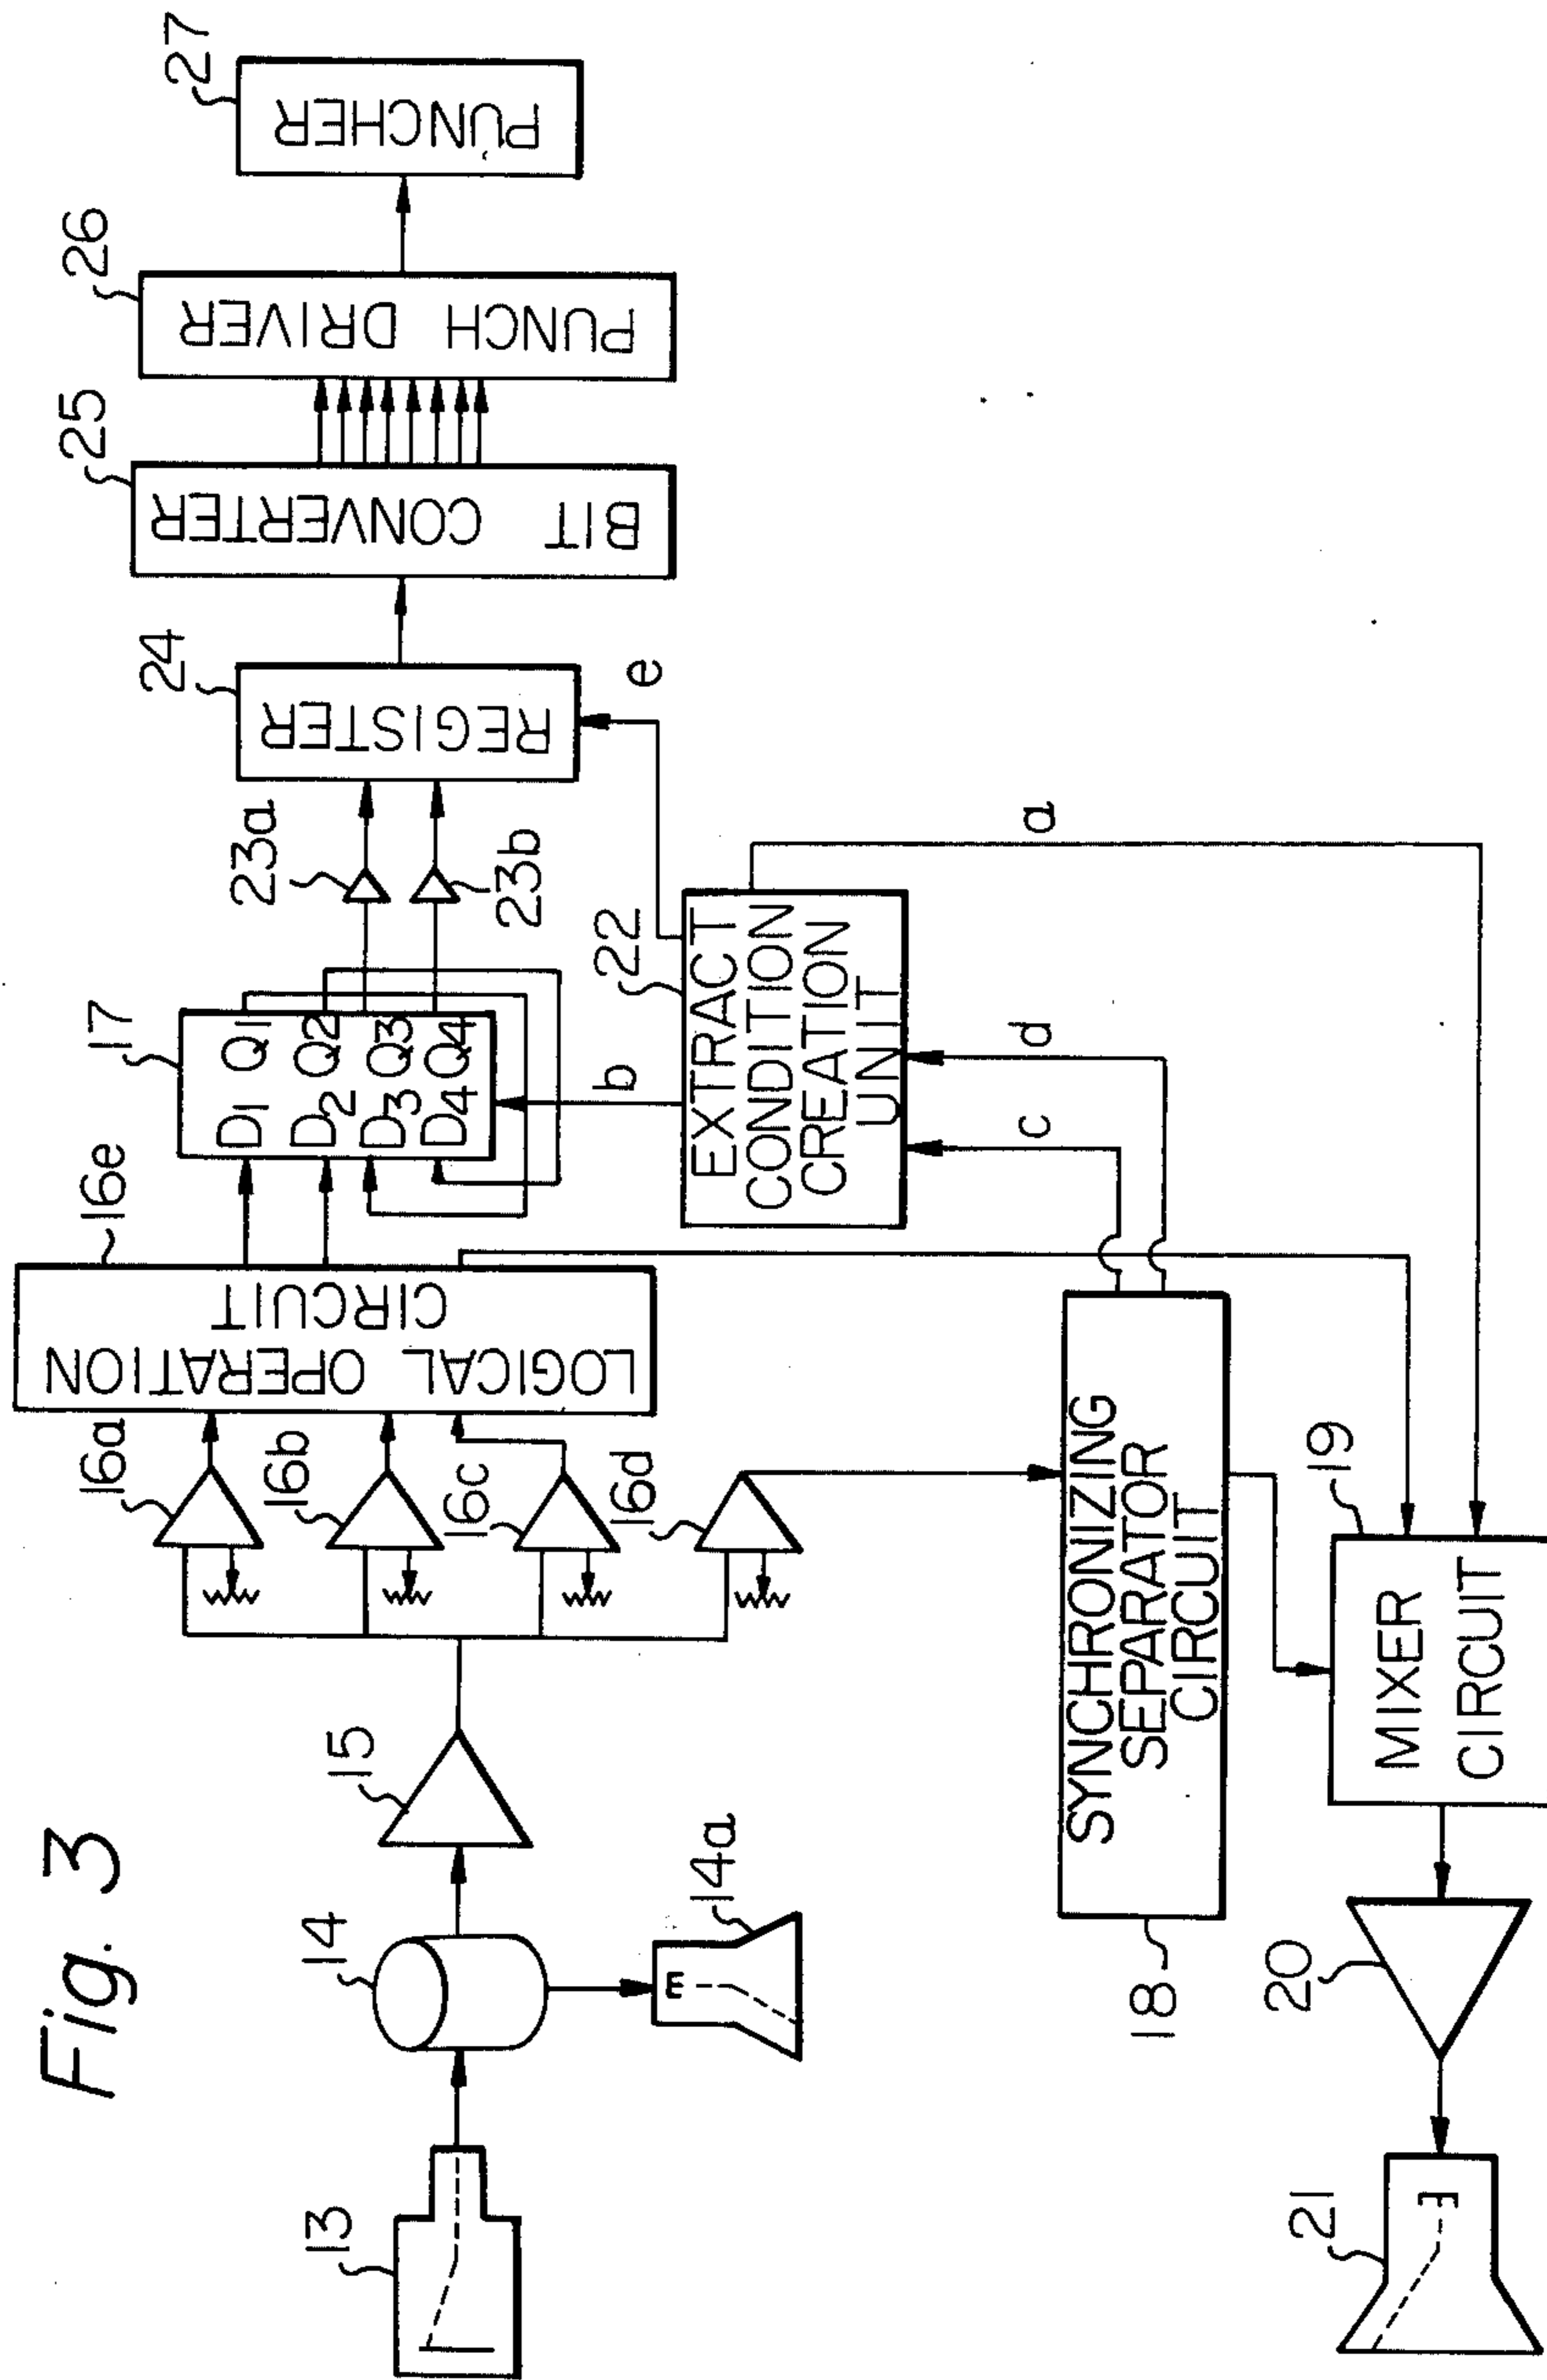 Fig. 3
13
14
14a
15
16a
16b
16c
16d
16e
LOGICAL OPERATION
CIRCUIT
17
D1 Q1
D2 Q2
D3 Q3
D4 Q4
23a
23b
24
REGISTER
25
BIT CONVERTER
26
PUNCH DRIVER
27
PUNCHER
22
EXTRACT
CONDITION
CREATION
UNIT
a
b
c
d
e
18
SYNCHRONIZING
SEPARATOR
CIRCUIT
19
MIXER
CIRCUIT
20
21